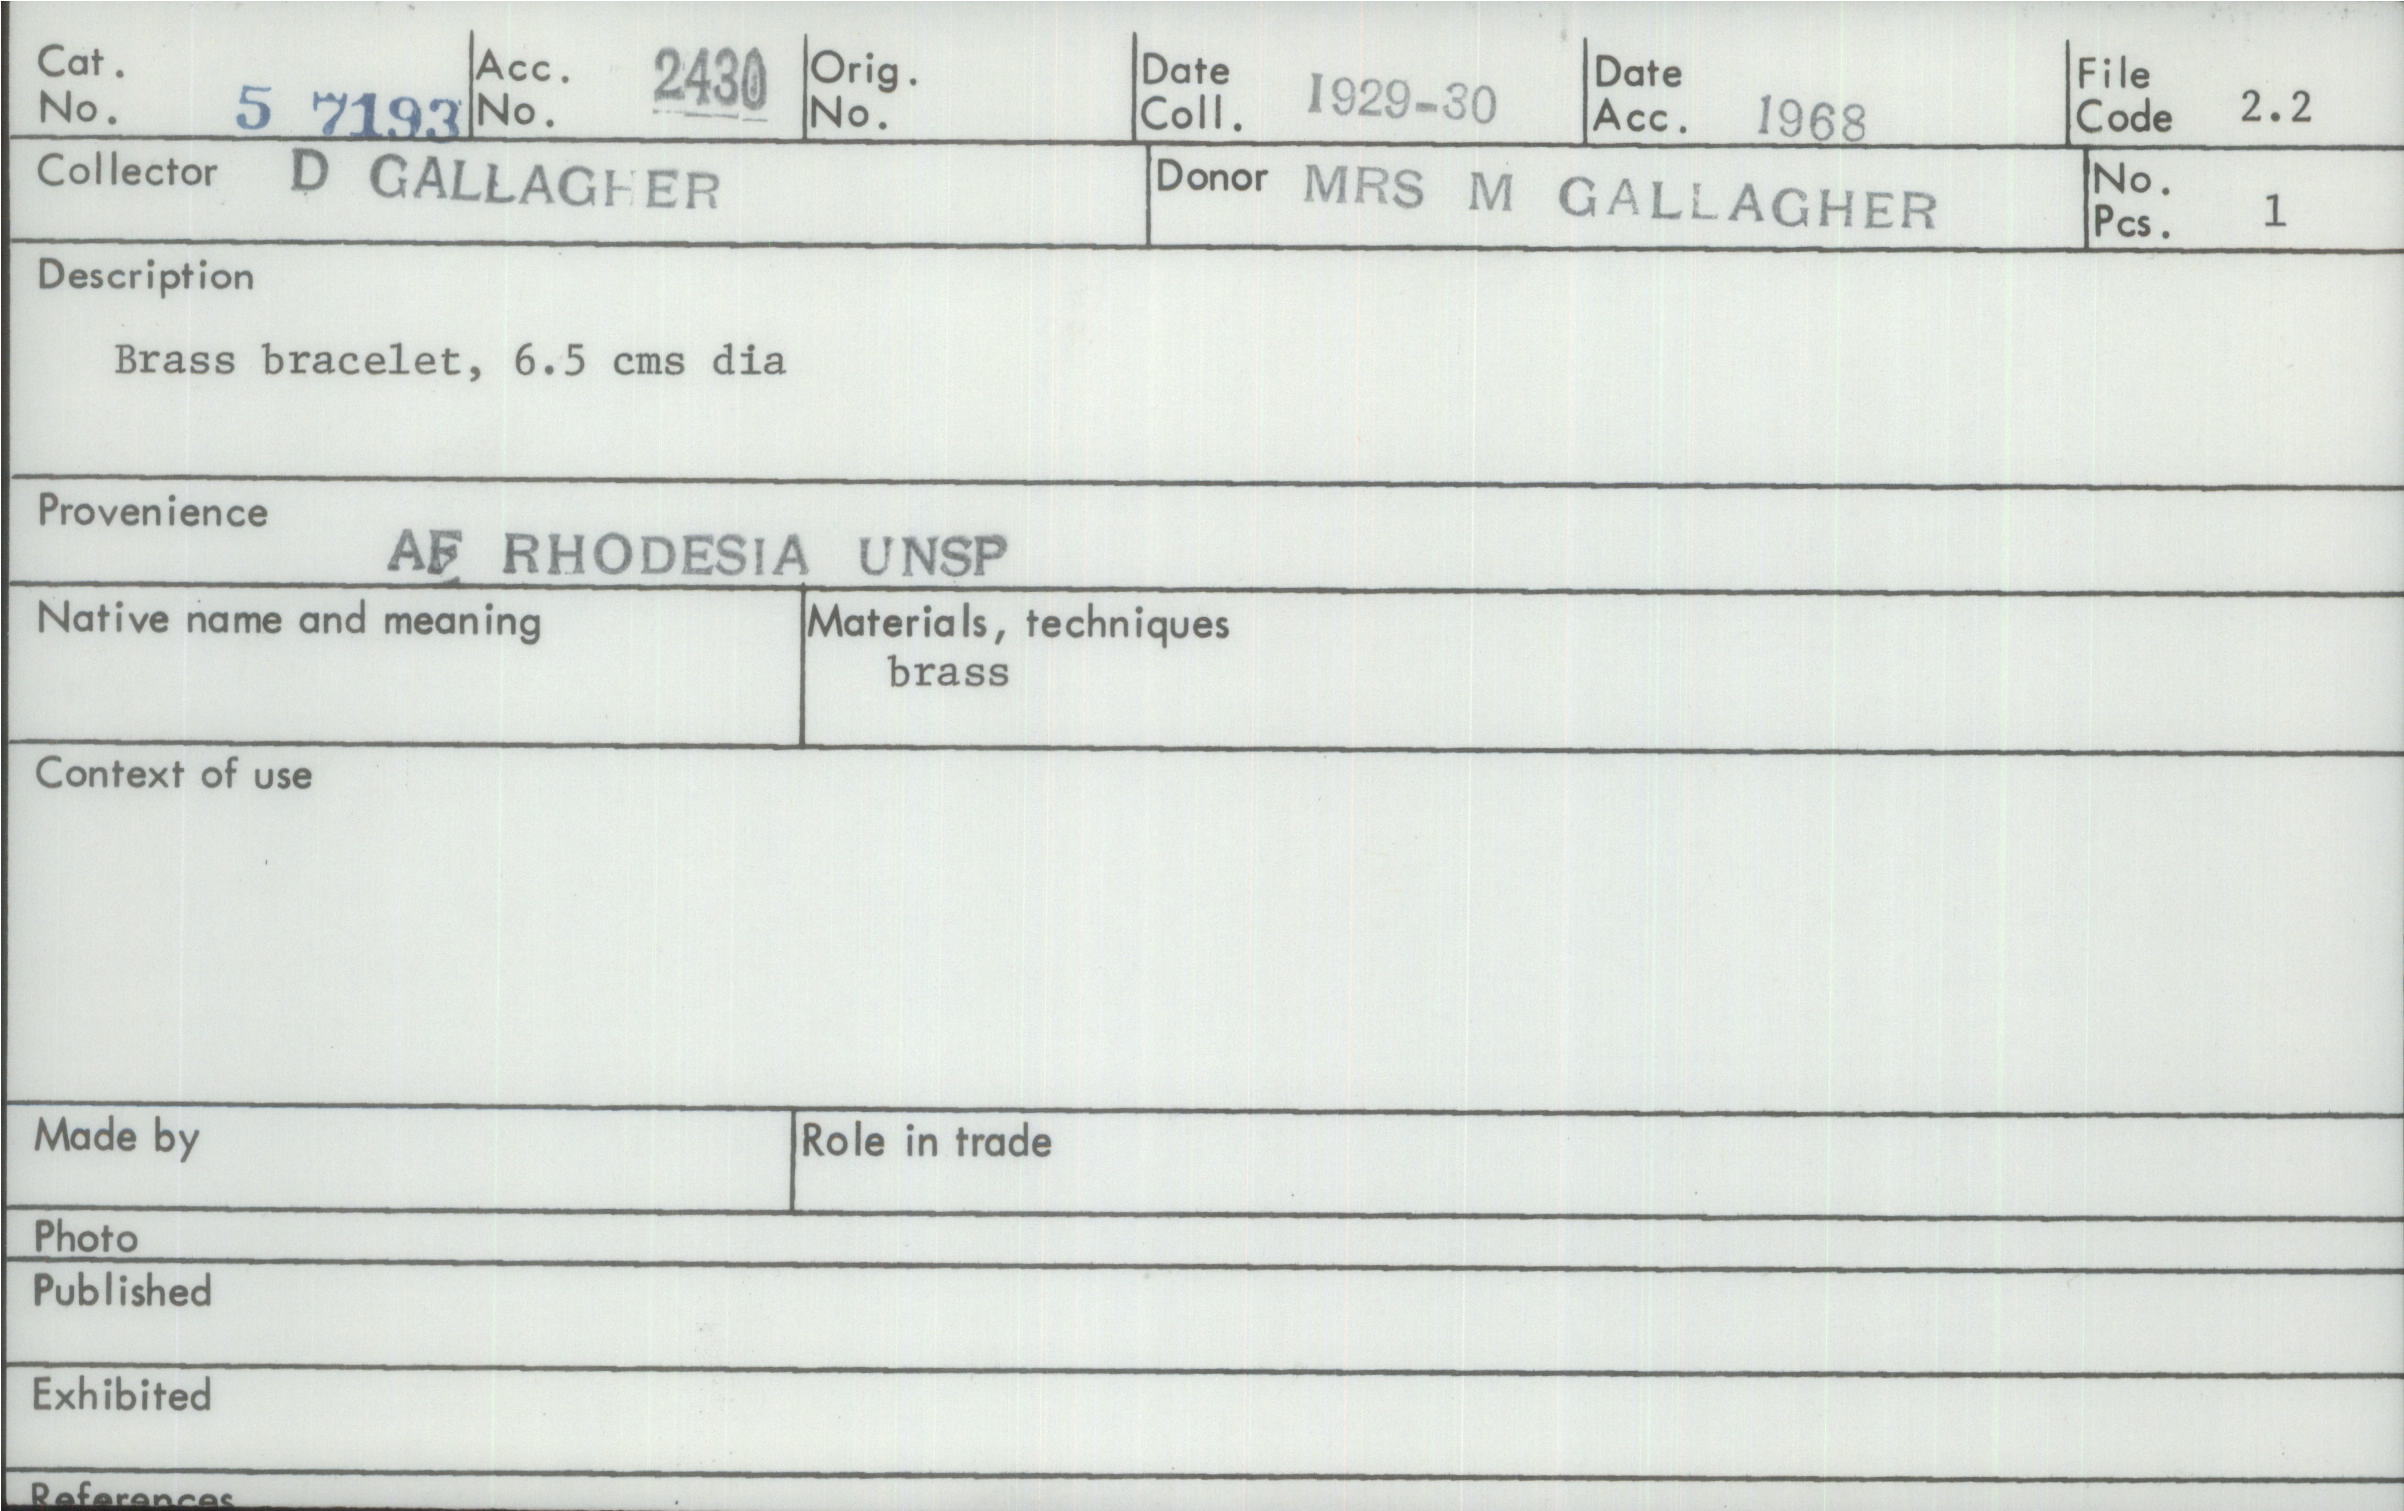 Cat. No. 5 7193 Acc. No. 2430 Orig. No. Date Coll. 1929-30 Date Acc. 1968 File Code 2.2
Collector D GALLAGHER Donor MRS M GALLAGHER No. Pcs. 1
Description
Brass bracelet, 6.5 cms dia
Provenience
AF RHODESIA UNSP
Native name and meaning Materials, techniques
brass
Context of use
Made by Role in trade
Photo
Published
Exhibited
References